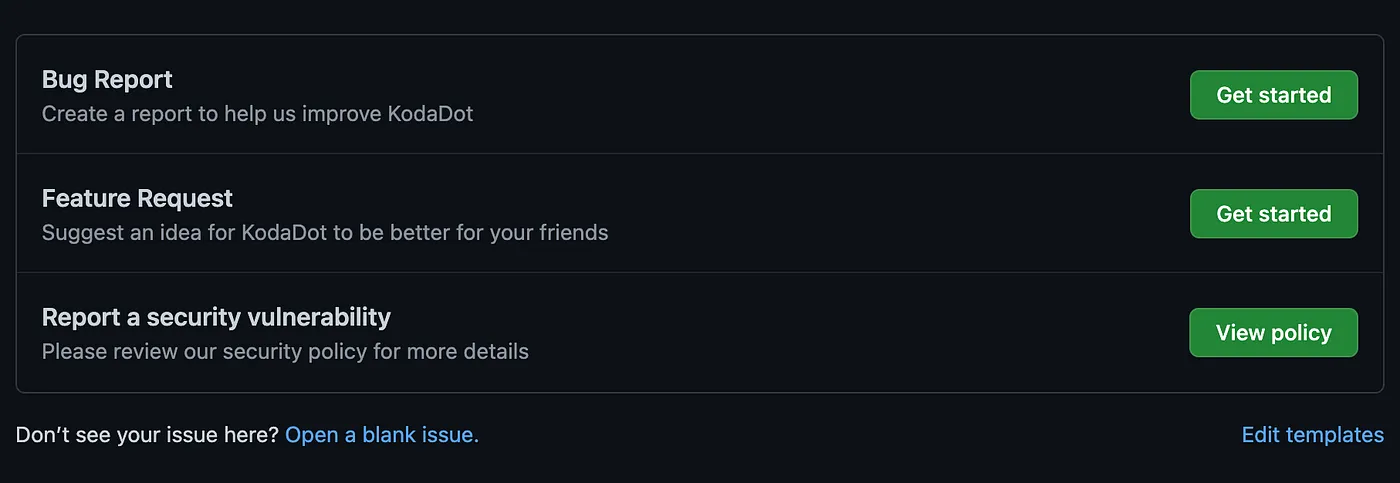 Bug Report
Create a report to help us improve KodaDot
Get started
Feature Request
Suggest an idea for KodaDot to be better for your friends
Get started
Report a security vulnerability
Please review our security policy for more details
View policy
Don’t see your issue here? Open a blank issue.
Edit templates